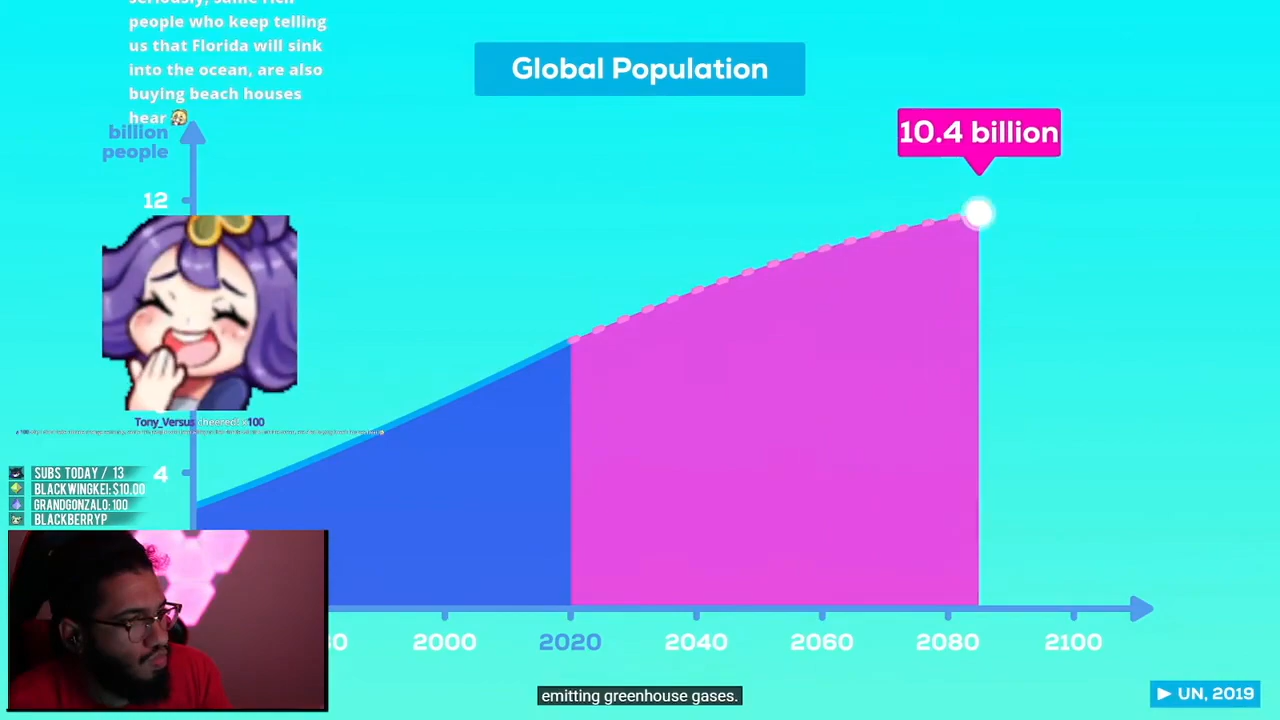 people who keep telling
us that Florida will sink
into the ocean, are also
buying beach houses
hear
Global Population
billion
people
10.4 billion
12
Tony_Versus cheered! 100
4
SUBS TODAY / 13
BLACKWINGKEI: $10.00
GRANDGONZALO: 100
BLACKBERRYP
2000
2020
2040
2060
2080
2100
emitting greenhouse gases.
UN, 2019